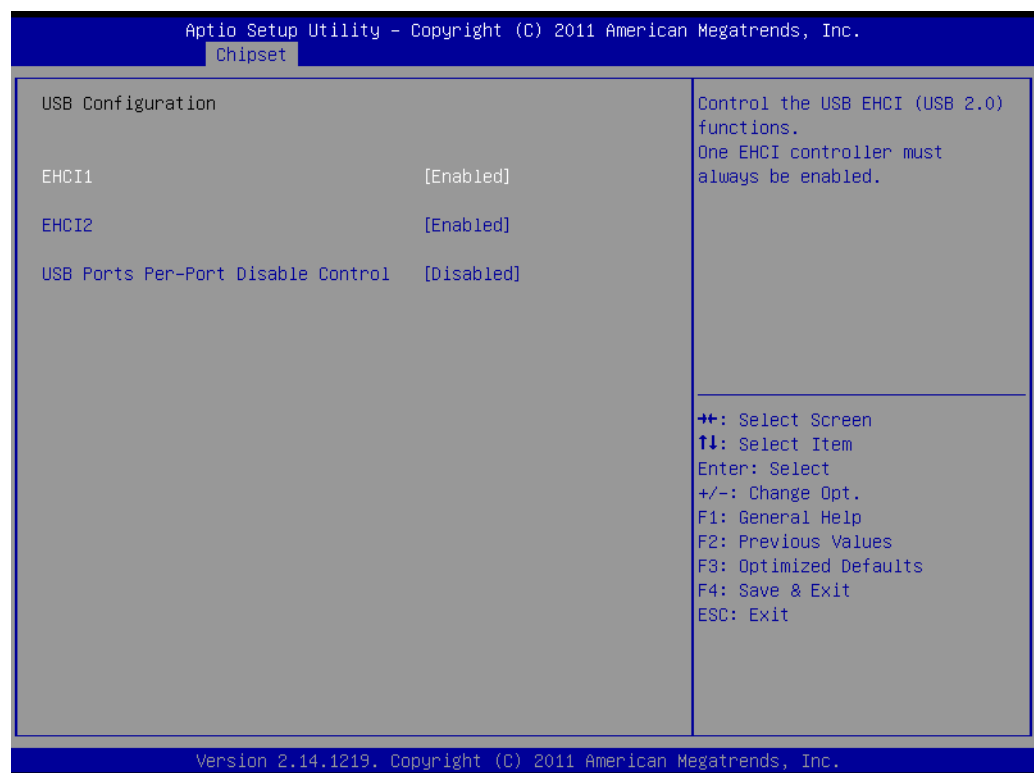 Aptio Setup Utility – Copyright (C) 2011 American Megatrends, Inc.
Chipset
USB Configuration
EHCI1 [Enabled]
EHCI2 [Enabled]
USB Ports Per-Port Disable Control [Disabled]
Control the USB EHCI (USB 2.0)
functions.
One EHCI controller must
always be enabled.
→←: Select Screen
↑↓: Select Item
Enter: Select
+/-: Change Opt.
F1: General Help
F2: Previous Values
F3: Optimized Defaults
F4: Save & Exit
ESC: Exit
Version 2.14.1219. Copyright (C) 2011 American Megatrends, Inc.